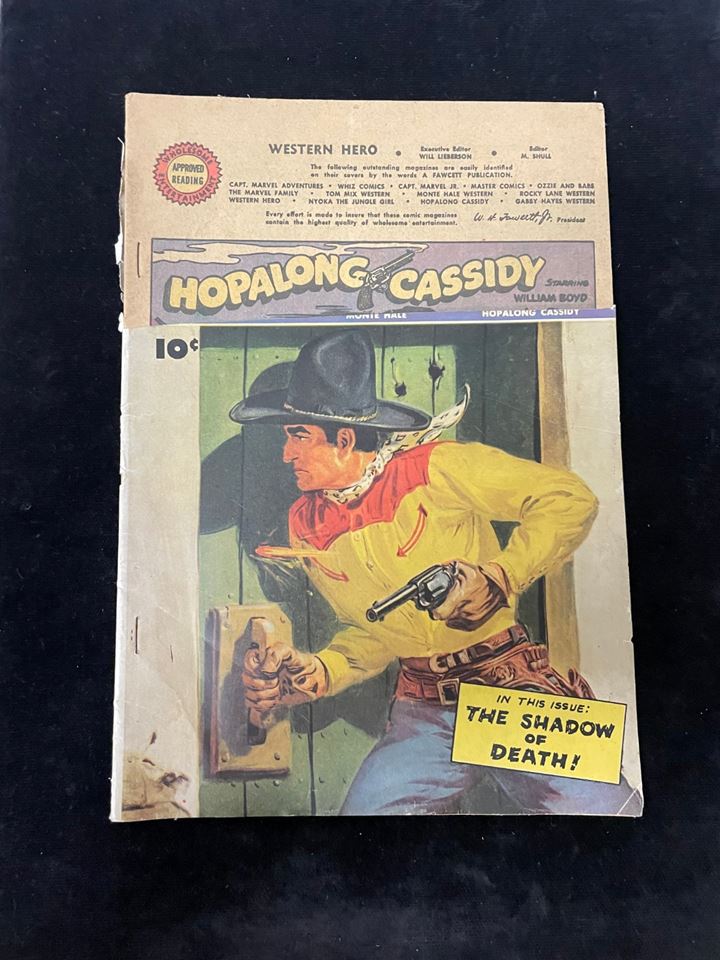 WHOLESOME
APPROVED
READING
ENTERTAINMENT
WESTERN HERO • Executive Editor • Editor
WILL LIEBERSON M. SHULL
The following outstanding magazines are easily identified
on their covers by the words A FAWCETT PUBLICATION.
CAPT. MARVEL ADVENTURES • WHIZ COMICS • CAPT. MARVEL JR. • MASTER COMICS • OZZIE AND BABS
THE MARVEL FAMILY • TOM MIX WESTERN • MONTE HALE WESTERN • ROCKY LANE WESTERN
WESTERN HERO • NYOKA THE JUNGLE GIRL • HOPALONG CASSIDY • GABBY HAYES WESTERN
Every effort is made to insure that these comic magazines
contain the highest quality of wholesome entertainment.
W. H. Fawcett, Jr. President
HOPALONG CASSIDY
STARRING
WILLIAM BOYD
MONTE HALE HOPALONG CASSIDY
10¢
IN THIS ISSUE:
THE SHADOW
OF
DEATH!